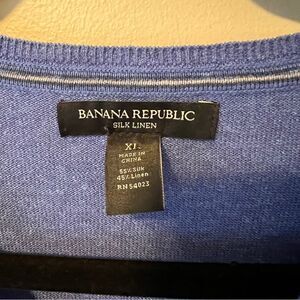 BANANA REPUBLIC
SILK LINEN
XL
MADE IN
CHINA
55% Silk
45% Linen
RN 54023